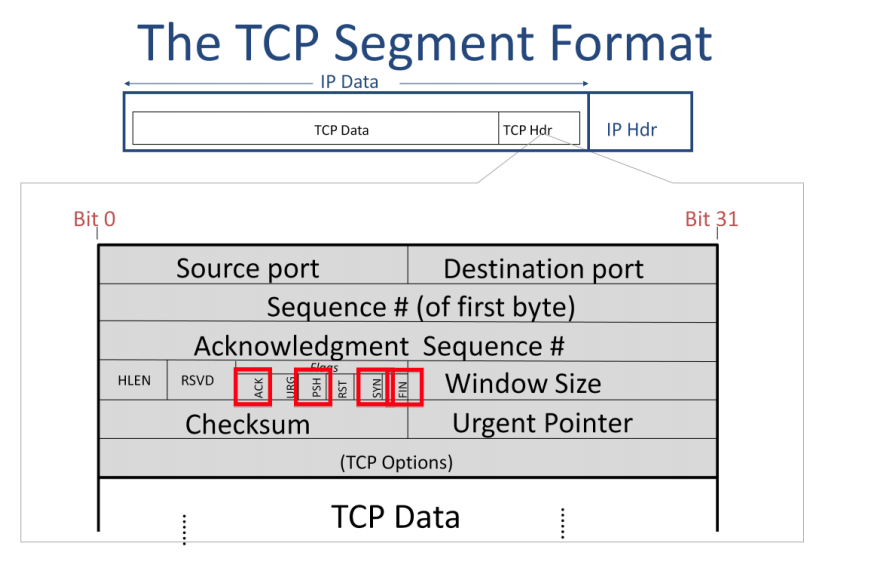 The TCP Segment Format
IP Data
TCP Data TCP Hdr IP Hdr
Bit 0 Bit 31
Source port Destination port
Sequence # (of first byte)
Acknowledgment Sequence #
Flags
HLEN RSVD ACK URG PSH RST SYN FIN Window Size
Checksum Urgent Pointer
(TCP Options)
TCP Data